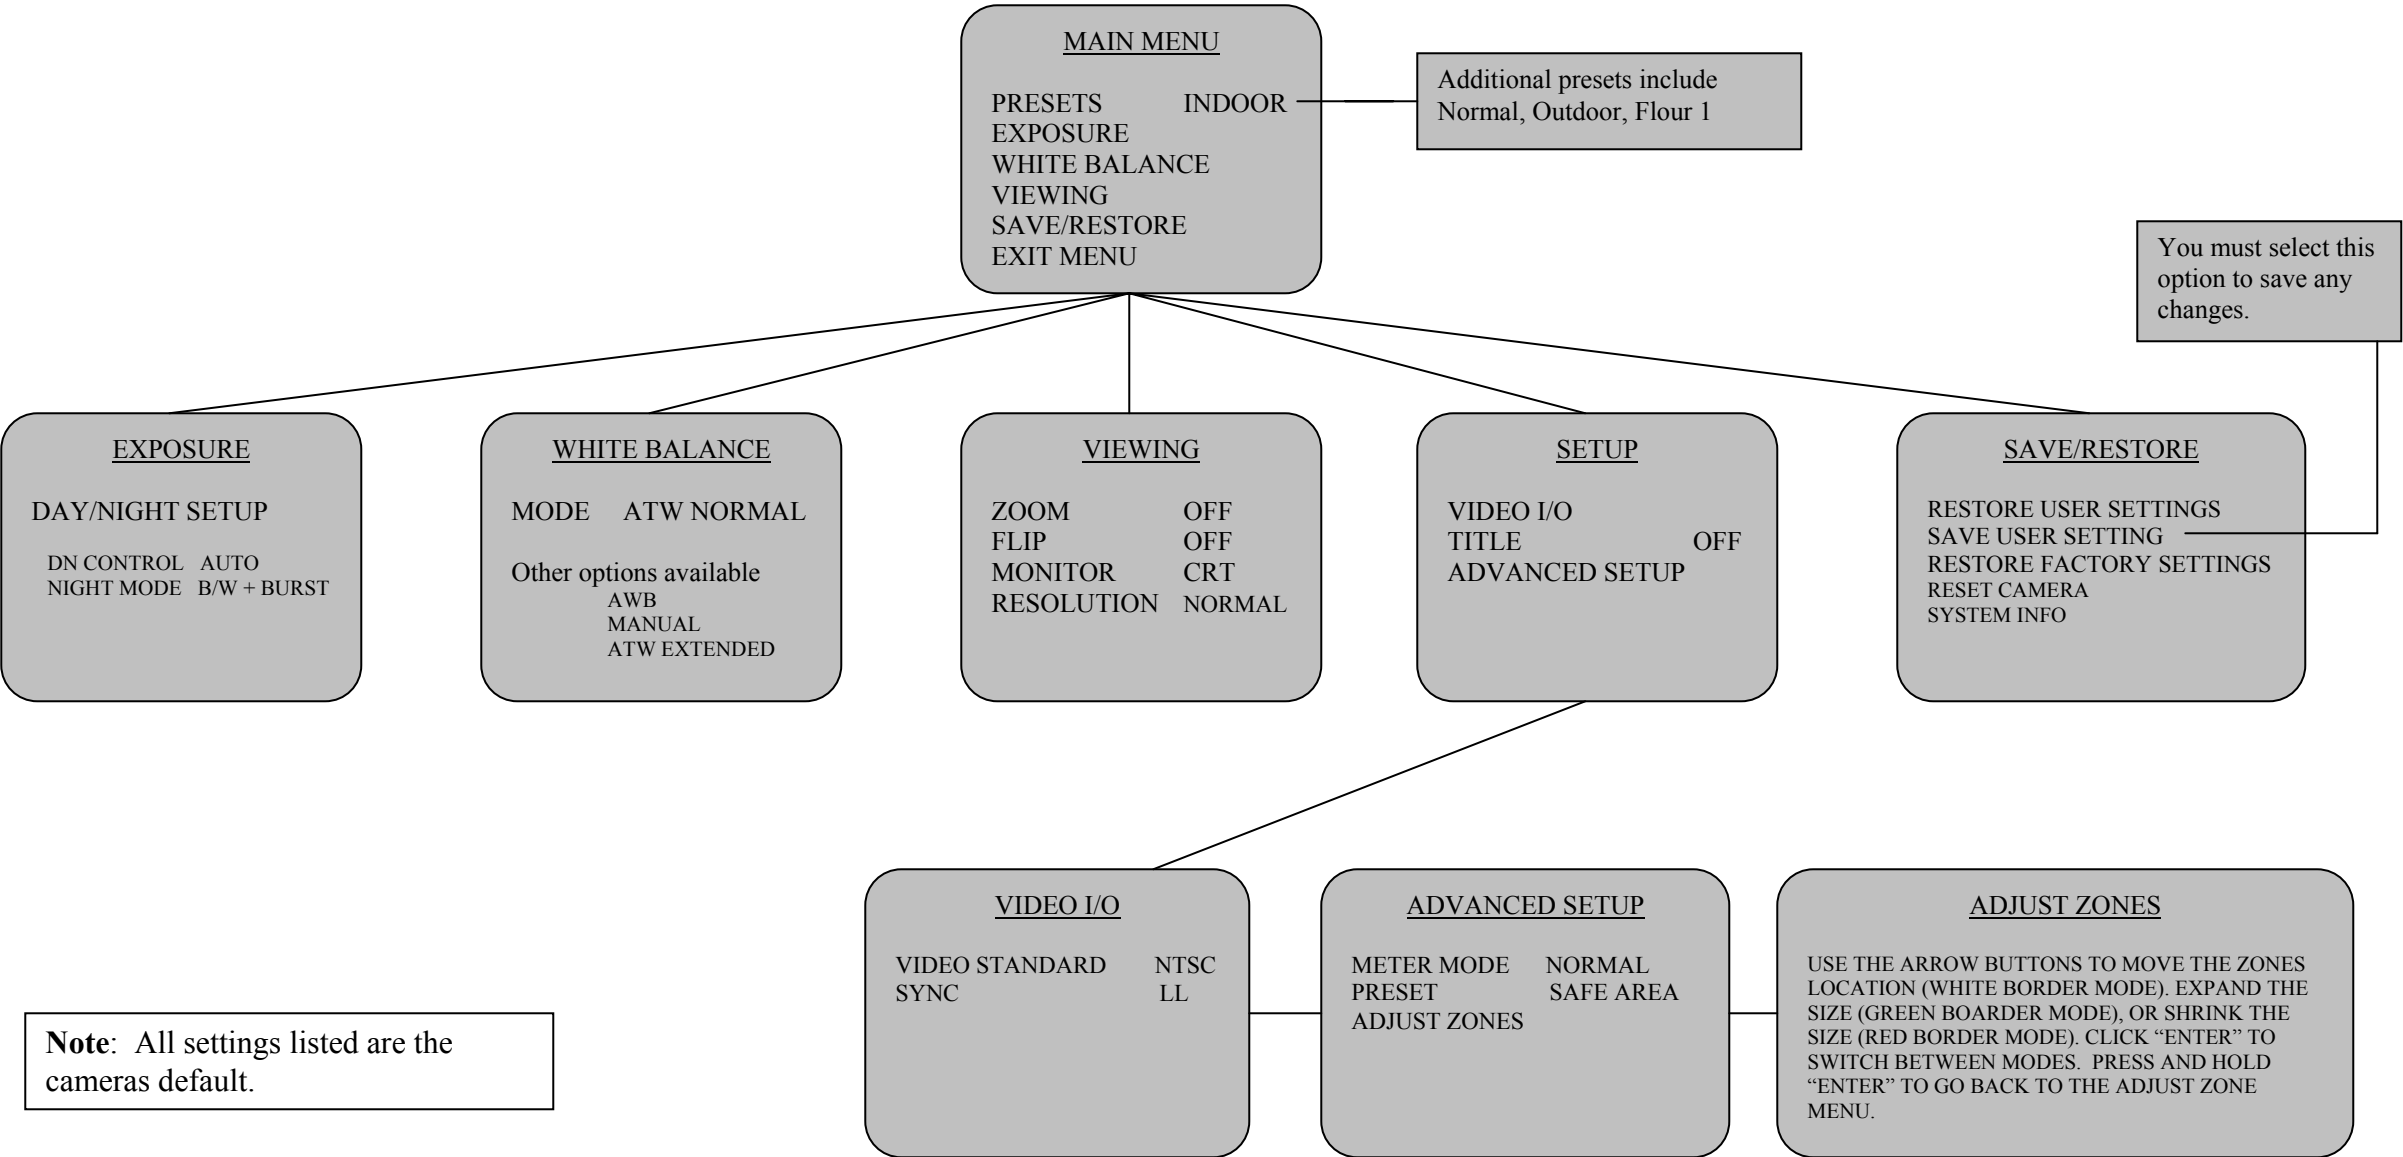 MAIN MENU
PRESETS INDOOR
EXPOSURE
WHITE BALANCE
VIEWING
SAVE/RESTORE
EXIT MENU
Additional presets include
Normal, Outdoor, Flour 1
You must select this
option to save any
changes.
EXPOSURE
DAY/NIGHT SETUP
DN CONTROL AUTO
NIGHT MODE B/W + BURST
WHITE BALANCE
MODE ATW NORMAL
Other options available
AWB
MANUAL
ATW EXTENDED
VIEWING
ZOOM OFF
FLIP OFF
MONITOR CRT
RESOLUTION NORMAL
SETUP
VIDEO I/O
TITLE OFF
ADVANCED SETUP
SAVE/RESTORE
RESTORE USER SETTINGS
SAVE USER SETTING
RESTORE FACTORY SETTINGS
RESET CAMERA
SYSTEM INFO
VIDEO I/O
VIDEO STANDARD NTSC
SYNC LL
ADVANCED SETUP
METER MODE NORMAL
PRESET SAFE AREA
ADJUST ZONES
ADJUST ZONES
USE THE ARROW BUTTONS TO MOVE THE ZONES
LOCATION (WHITE BORDER MODE). EXPAND THE
SIZE (GREEN BOARDER MODE), OR SHRINK THE
SIZE (RED BORDER MODE). CLICK “ENTER” TO
SWITCH BETWEEN MODES. PRESS AND HOLD
“ENTER” TO GO BACK TO THE ADJUST ZONE
MENU.
Note: All settings listed are the
cameras default.